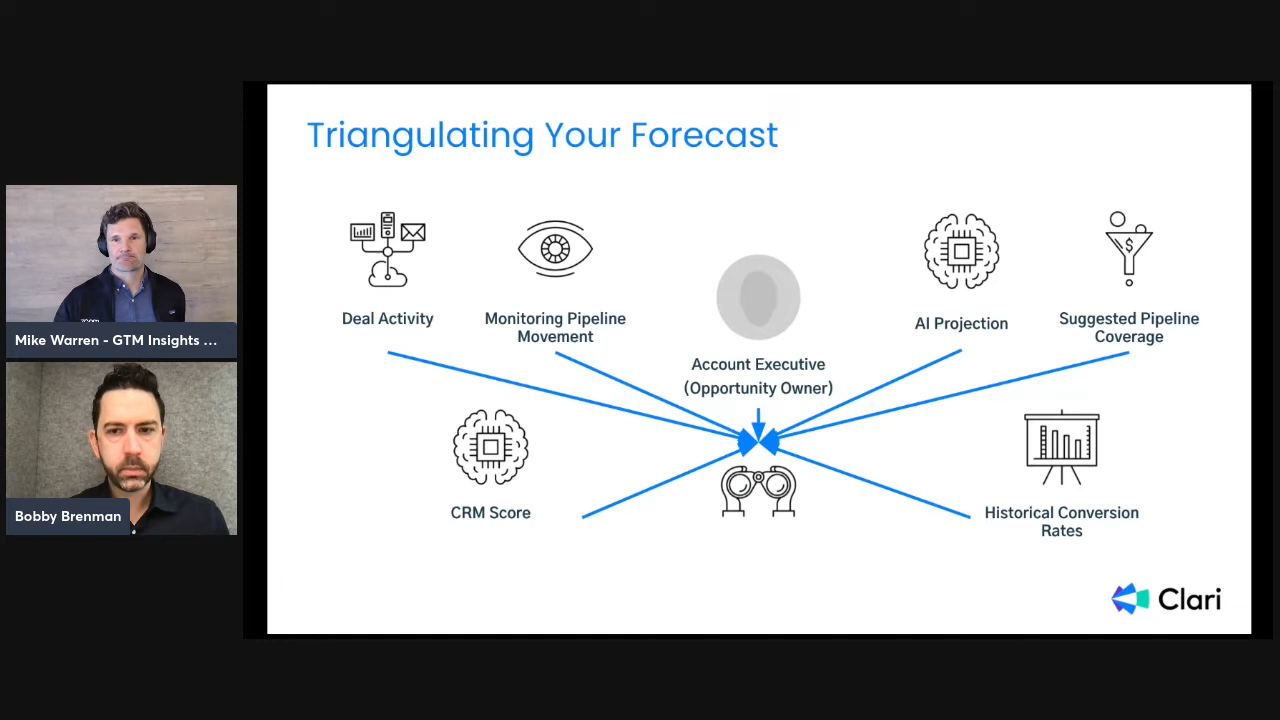 Triangulating Your Forecast
Deal Activity
Monitoring Pipeline
Movement
Account Executive
(Opportunity Owner)
AI Projection
Suggested Pipeline
Coverage
$
CRM Score
Historical Conversion
Rates
Clari
zoom
Mike Warren - GTM Insights ...
Bobby Brenman